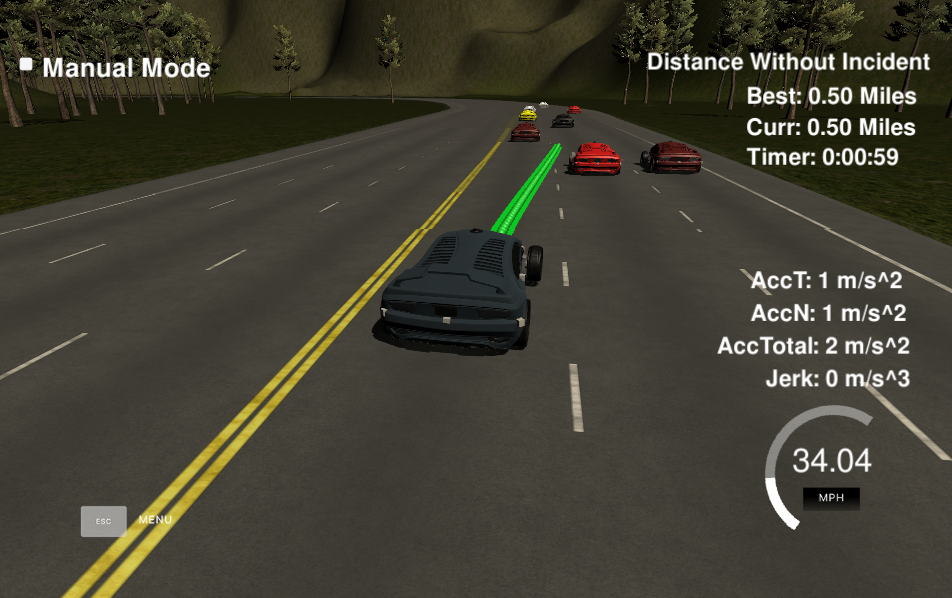 Manual Mode
Distance Without Incident
Best: 0.50 Miles
Curr: 0.50 Miles
Timer: 0:00:59
AccT: 1 m/s^2
AccN: 1 m/s^2
AccTotal: 2 m/s^2
Jerk: 0 m/s^3
34.04
MPH
ESC MENU